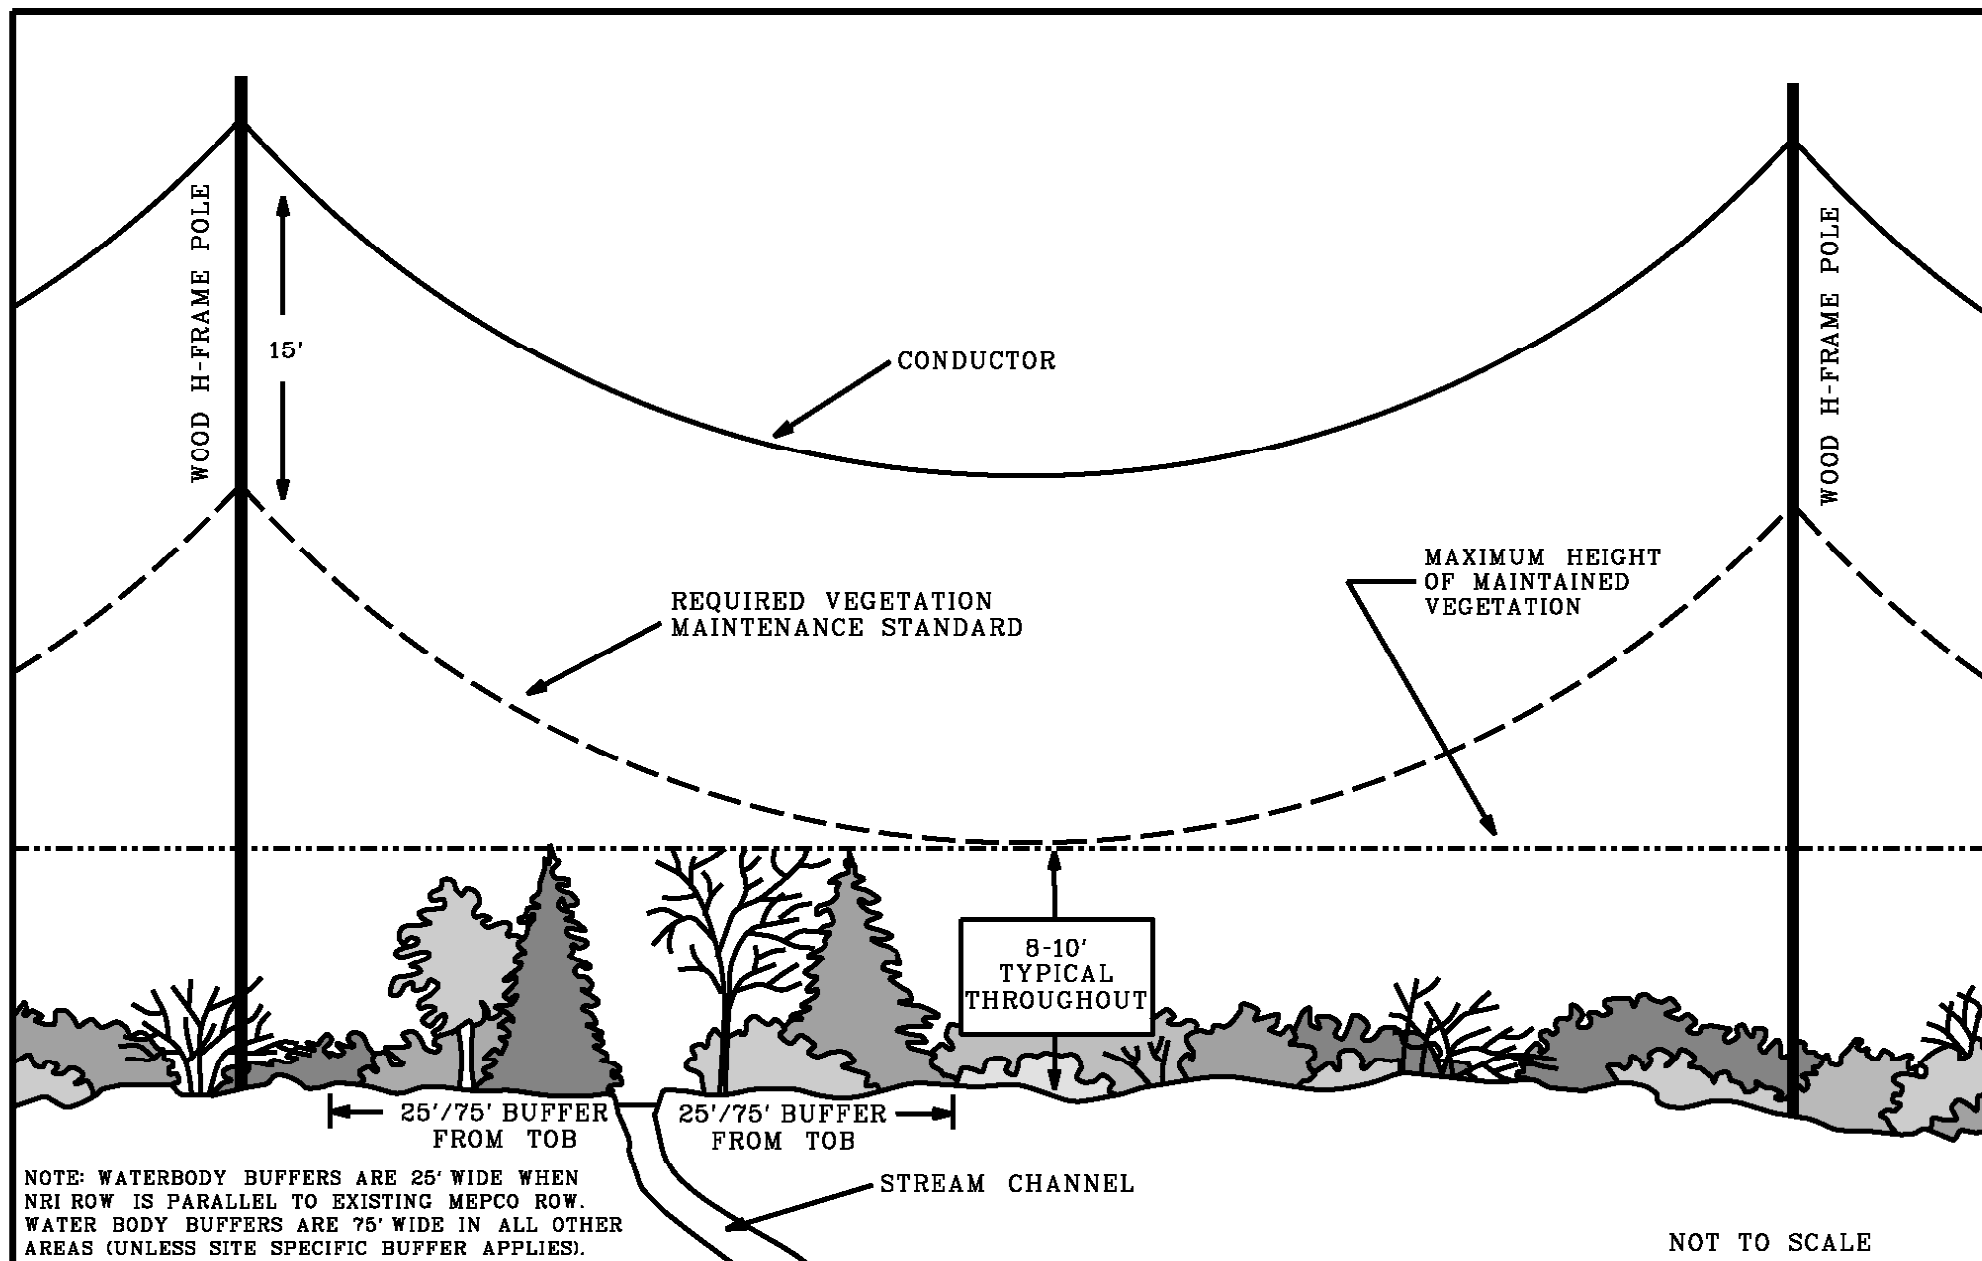 WOOD H-FRAME POLE
15'
CONDUCTOR
WOOD H-FRAME POLE
REQUIRED VEGETATION
MAINTENANCE STANDARD
MAXIMUM HEIGHT
OF MAINTAINED
VEGETATION
8-10'
TYPICAL
THROUGHOUT
25'/75' BUFFER
FROM TOB
25'/75' BUFFER
FROM TOB
NOTE: WATERBODY BUFFERS ARE 25' WIDE WHEN
NRI ROW IS PARALLEL TO EXISTING MEPCO ROW.
WATER BODY BUFFERS ARE 75' WIDE IN ALL OTHER
AREAS (UNLESS SITE SPECIFIC BUFFER APPLIES).
STREAM CHANNEL
NOT TO SCALE